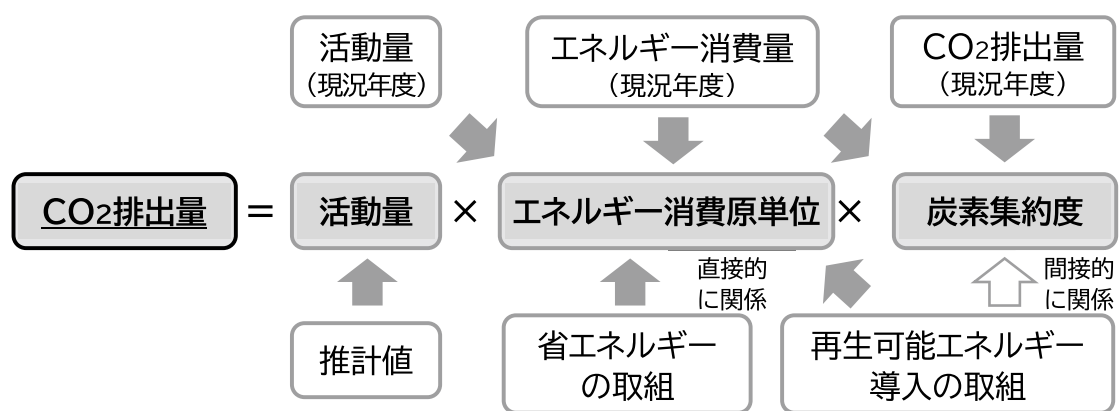 活動量
（現況年度）
エネルギー消費量
（現況年度）
CO2排出量
（現況年度）
CO2排出量 = 活動量 × エネルギー消費原単位 × 炭素集約度
直接的
に関係
間接的
に関係
推計値
省エネルギー
の取組
再生可能エネルギー
導入の取組